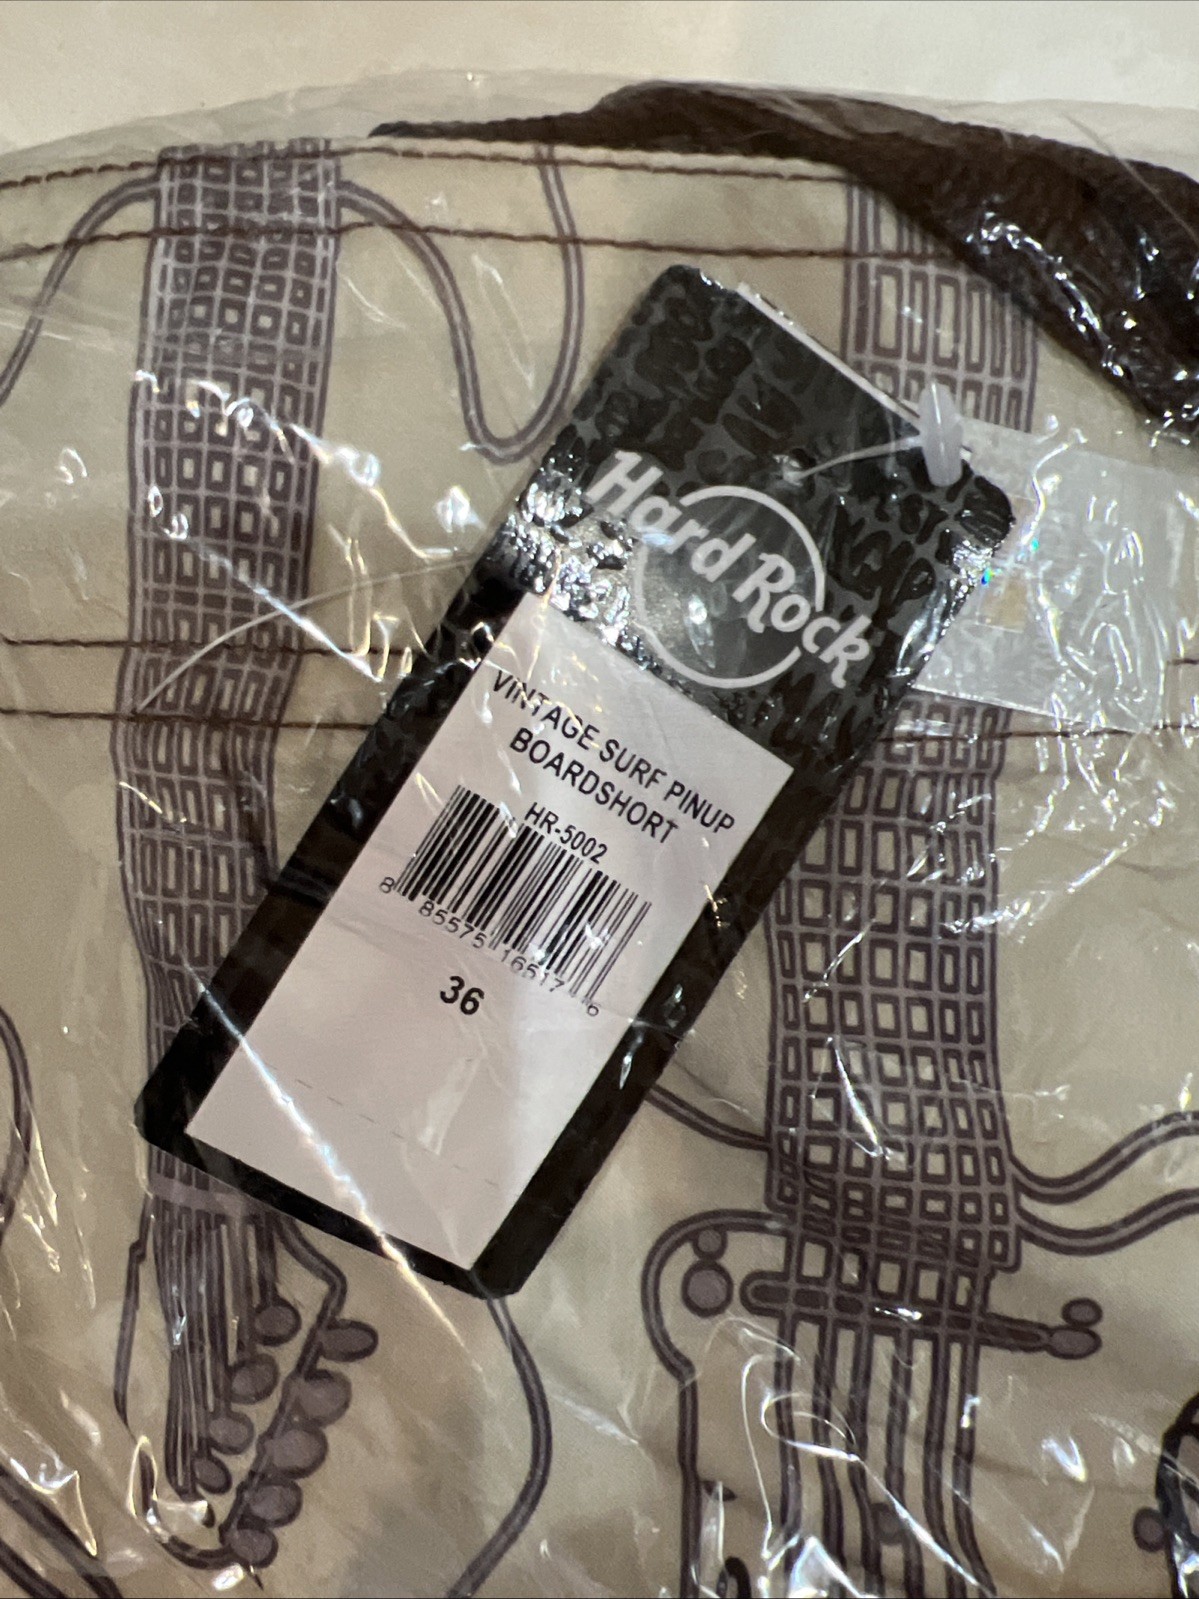 Hard Rock
VINTAGE SURF PINUP
BOARDSHORT
HR-5002
8 85575 16517 6
36